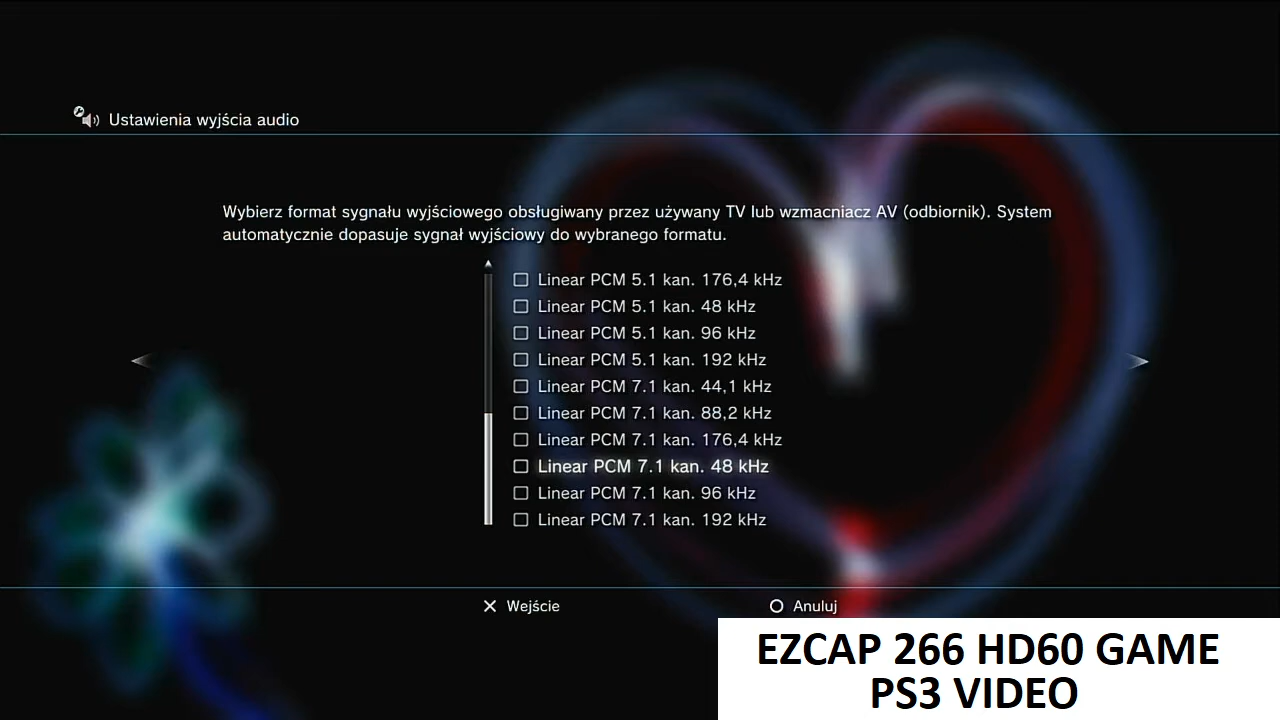 Ustawienia wyjścia audio
Wybierz format sygnału wyjściowego obsługiwany przez używany TV lub wzmacniacz AV (odbiornik). System
automatycznie dopasuje sygnał wyjściowy do wybranego formatu.
Linear PCM 5.1 kan. 176,4 kHz
Linear PCM 5.1 kan. 48 kHz
Linear PCM 5.1 kan. 96 kHz
Linear PCM 5.1 kan. 192 kHz
Linear PCM 7.1 kan. 44,1 kHz
Linear PCM 7.1 kan. 88,2 kHz
Linear PCM 7.1 kan. 176,4 kHz
Linear PCM 7.1 kan. 48 kHz
Linear PCM 7.1 kan. 96 kHz
Linear PCM 7.1 kan. 192 kHz
Wejście
Anuluj
EZCAP 266 HD60 GAME
PS3 VIDEO